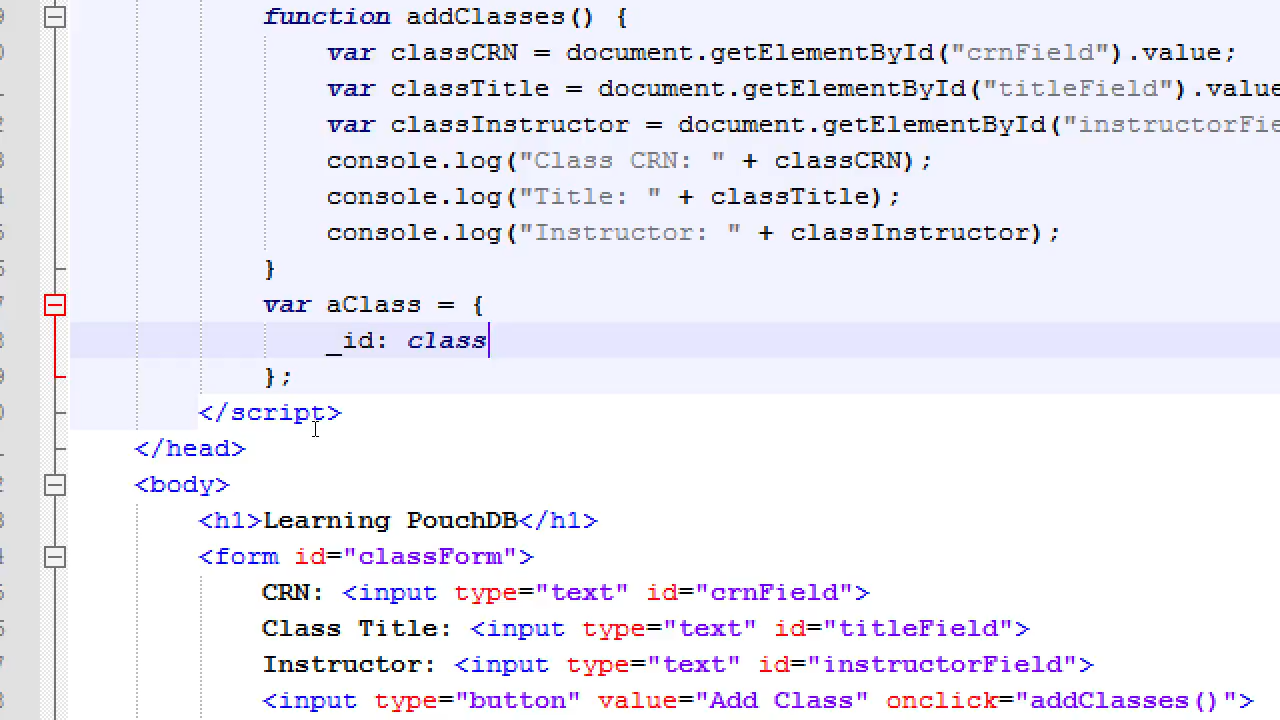 function addClasses() {
var classCRN = document.getElementById("crnField").value;
var classTitle = document.getElementById("titleField").value
var classInstructor = document.getElementById("instructorFie
console.log("Class CRN: " + classCRN);
console.log("Title: " + classTitle);
console.log("Instructor: " + classInstructor);
}
var aClass = {
_id: class
};
</script>
</head>
<body>
<h1>Learning PouchDB</h1>
<form id="classForm">
CRN: <input type="text" id="crnField">
Class Title: <input type="text" id="titleField">
Instructor: <input type="text" id="instructorField">
<input type="button" value="Add Class" onclick="addClasses()">